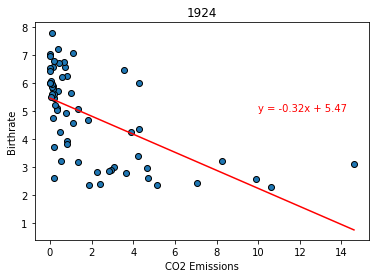 1924
8
7
6
5
4
3
2
1
Birthrate
y = -0.32x + 5.47
0 2 4 6 8 10 12 14
CO2 Emissions